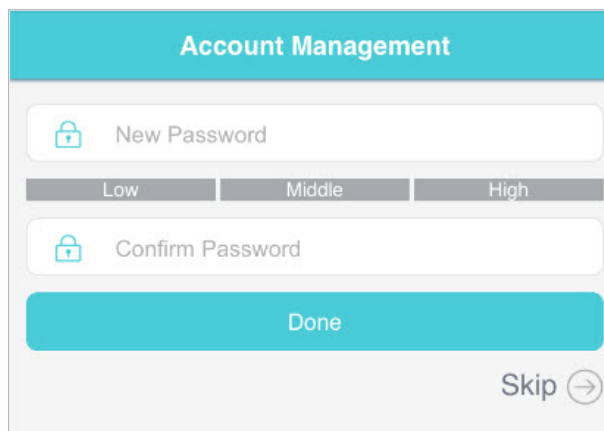 Account Management
New Password
Low Middle High
Confirm Password
Done
Skip